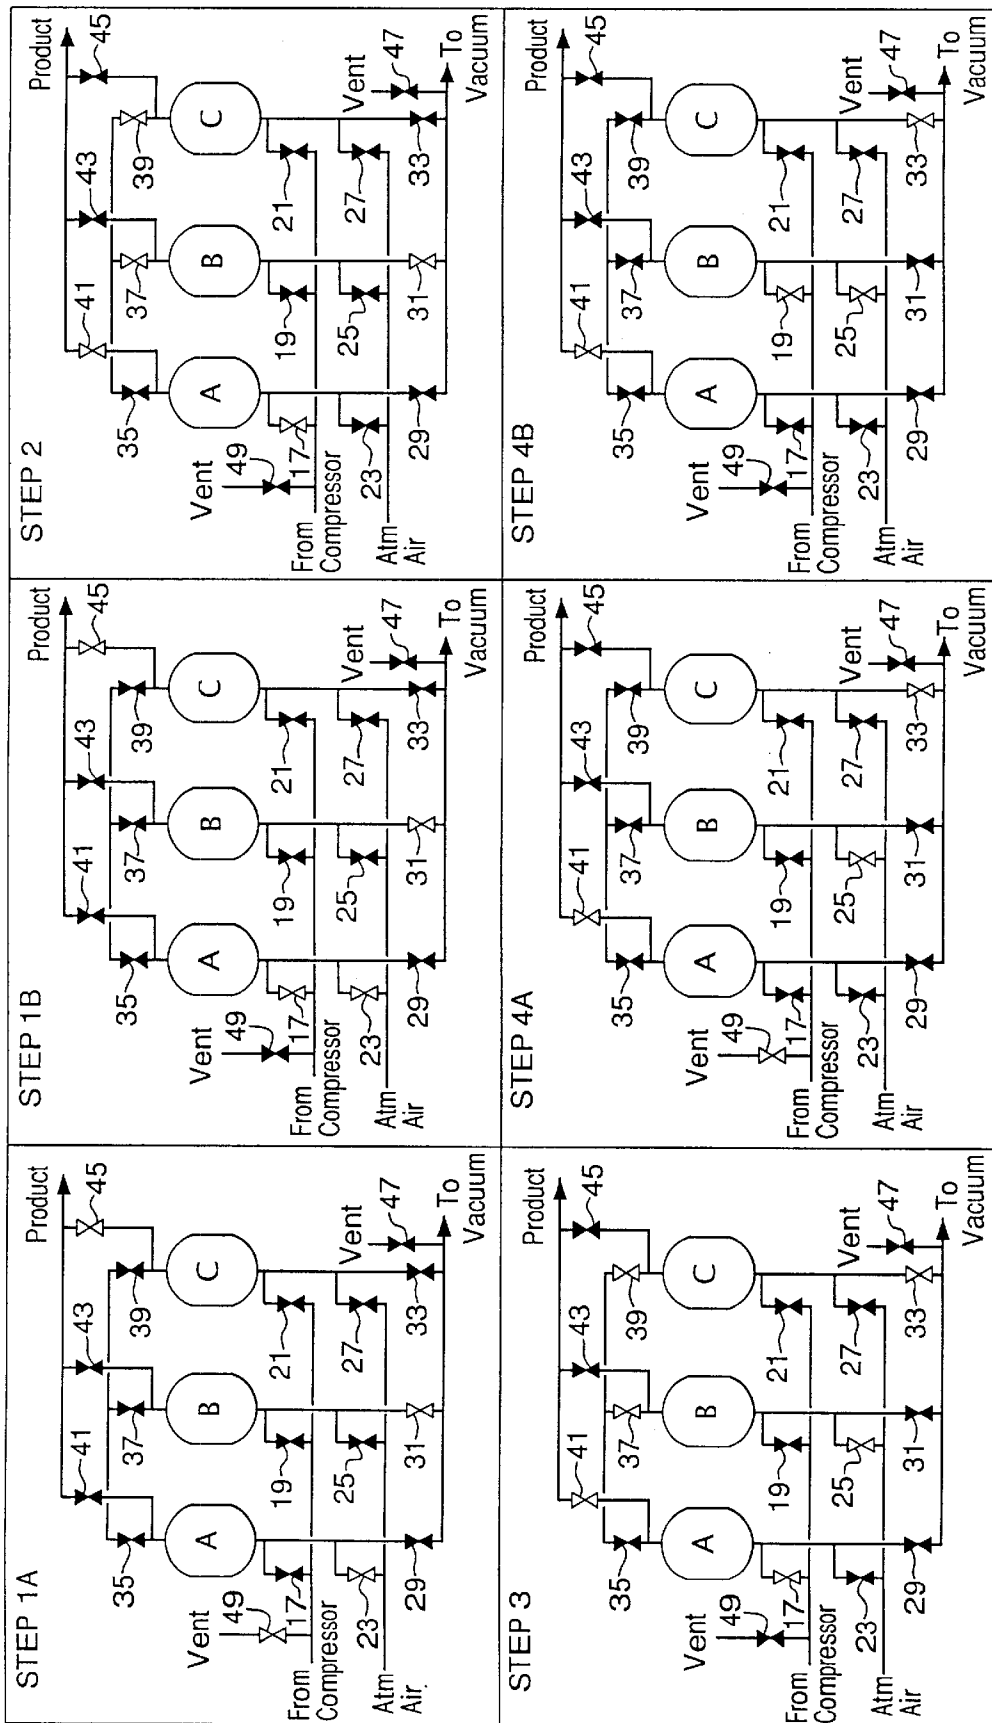 STEP 1A
Product
45
43
41
39
37
35
A
B
C
Vent
49
17
19
21
From
Compressor
Vent
47
23
25
27
Atm
Air
29
31
33
To
Vacuum
STEP 1B
Product
45
43
41
39
37
35
A
B
C
Vent
49
17
19
21
From
Compressor
Vent
47
23
25
27
Atm
Air
29
31
33
To
Vacuum
STEP 2
Product
45
43
41
39
37
35
A
B
C
Vent
49
17
19
21
From
Compressor
Vent
47
23
25
27
Atm
Air
29
31
33
To
Vacuum
STEP 3
Product
45
43
41
39
37
35
A
B
C
Vent
49
17
19
21
From
Compressor
Vent
47
23
25
27
Atm
Air
29
31
33
To
Vacuum
STEP 4A
Product
45
43
41
39
37
35
A
B
C
Vent
49
17
19
21
From
Compressor
Vent
47
23
25
27
Atm
Air
29
31
33
To
Vacuum
STEP 4B
Product
45
43
41
39
37
35
A
B
C
Vent
49
17
19
21
From
Compressor
Vent
47
23
25
27
Atm
Air
29
31
33
To
Vacuum